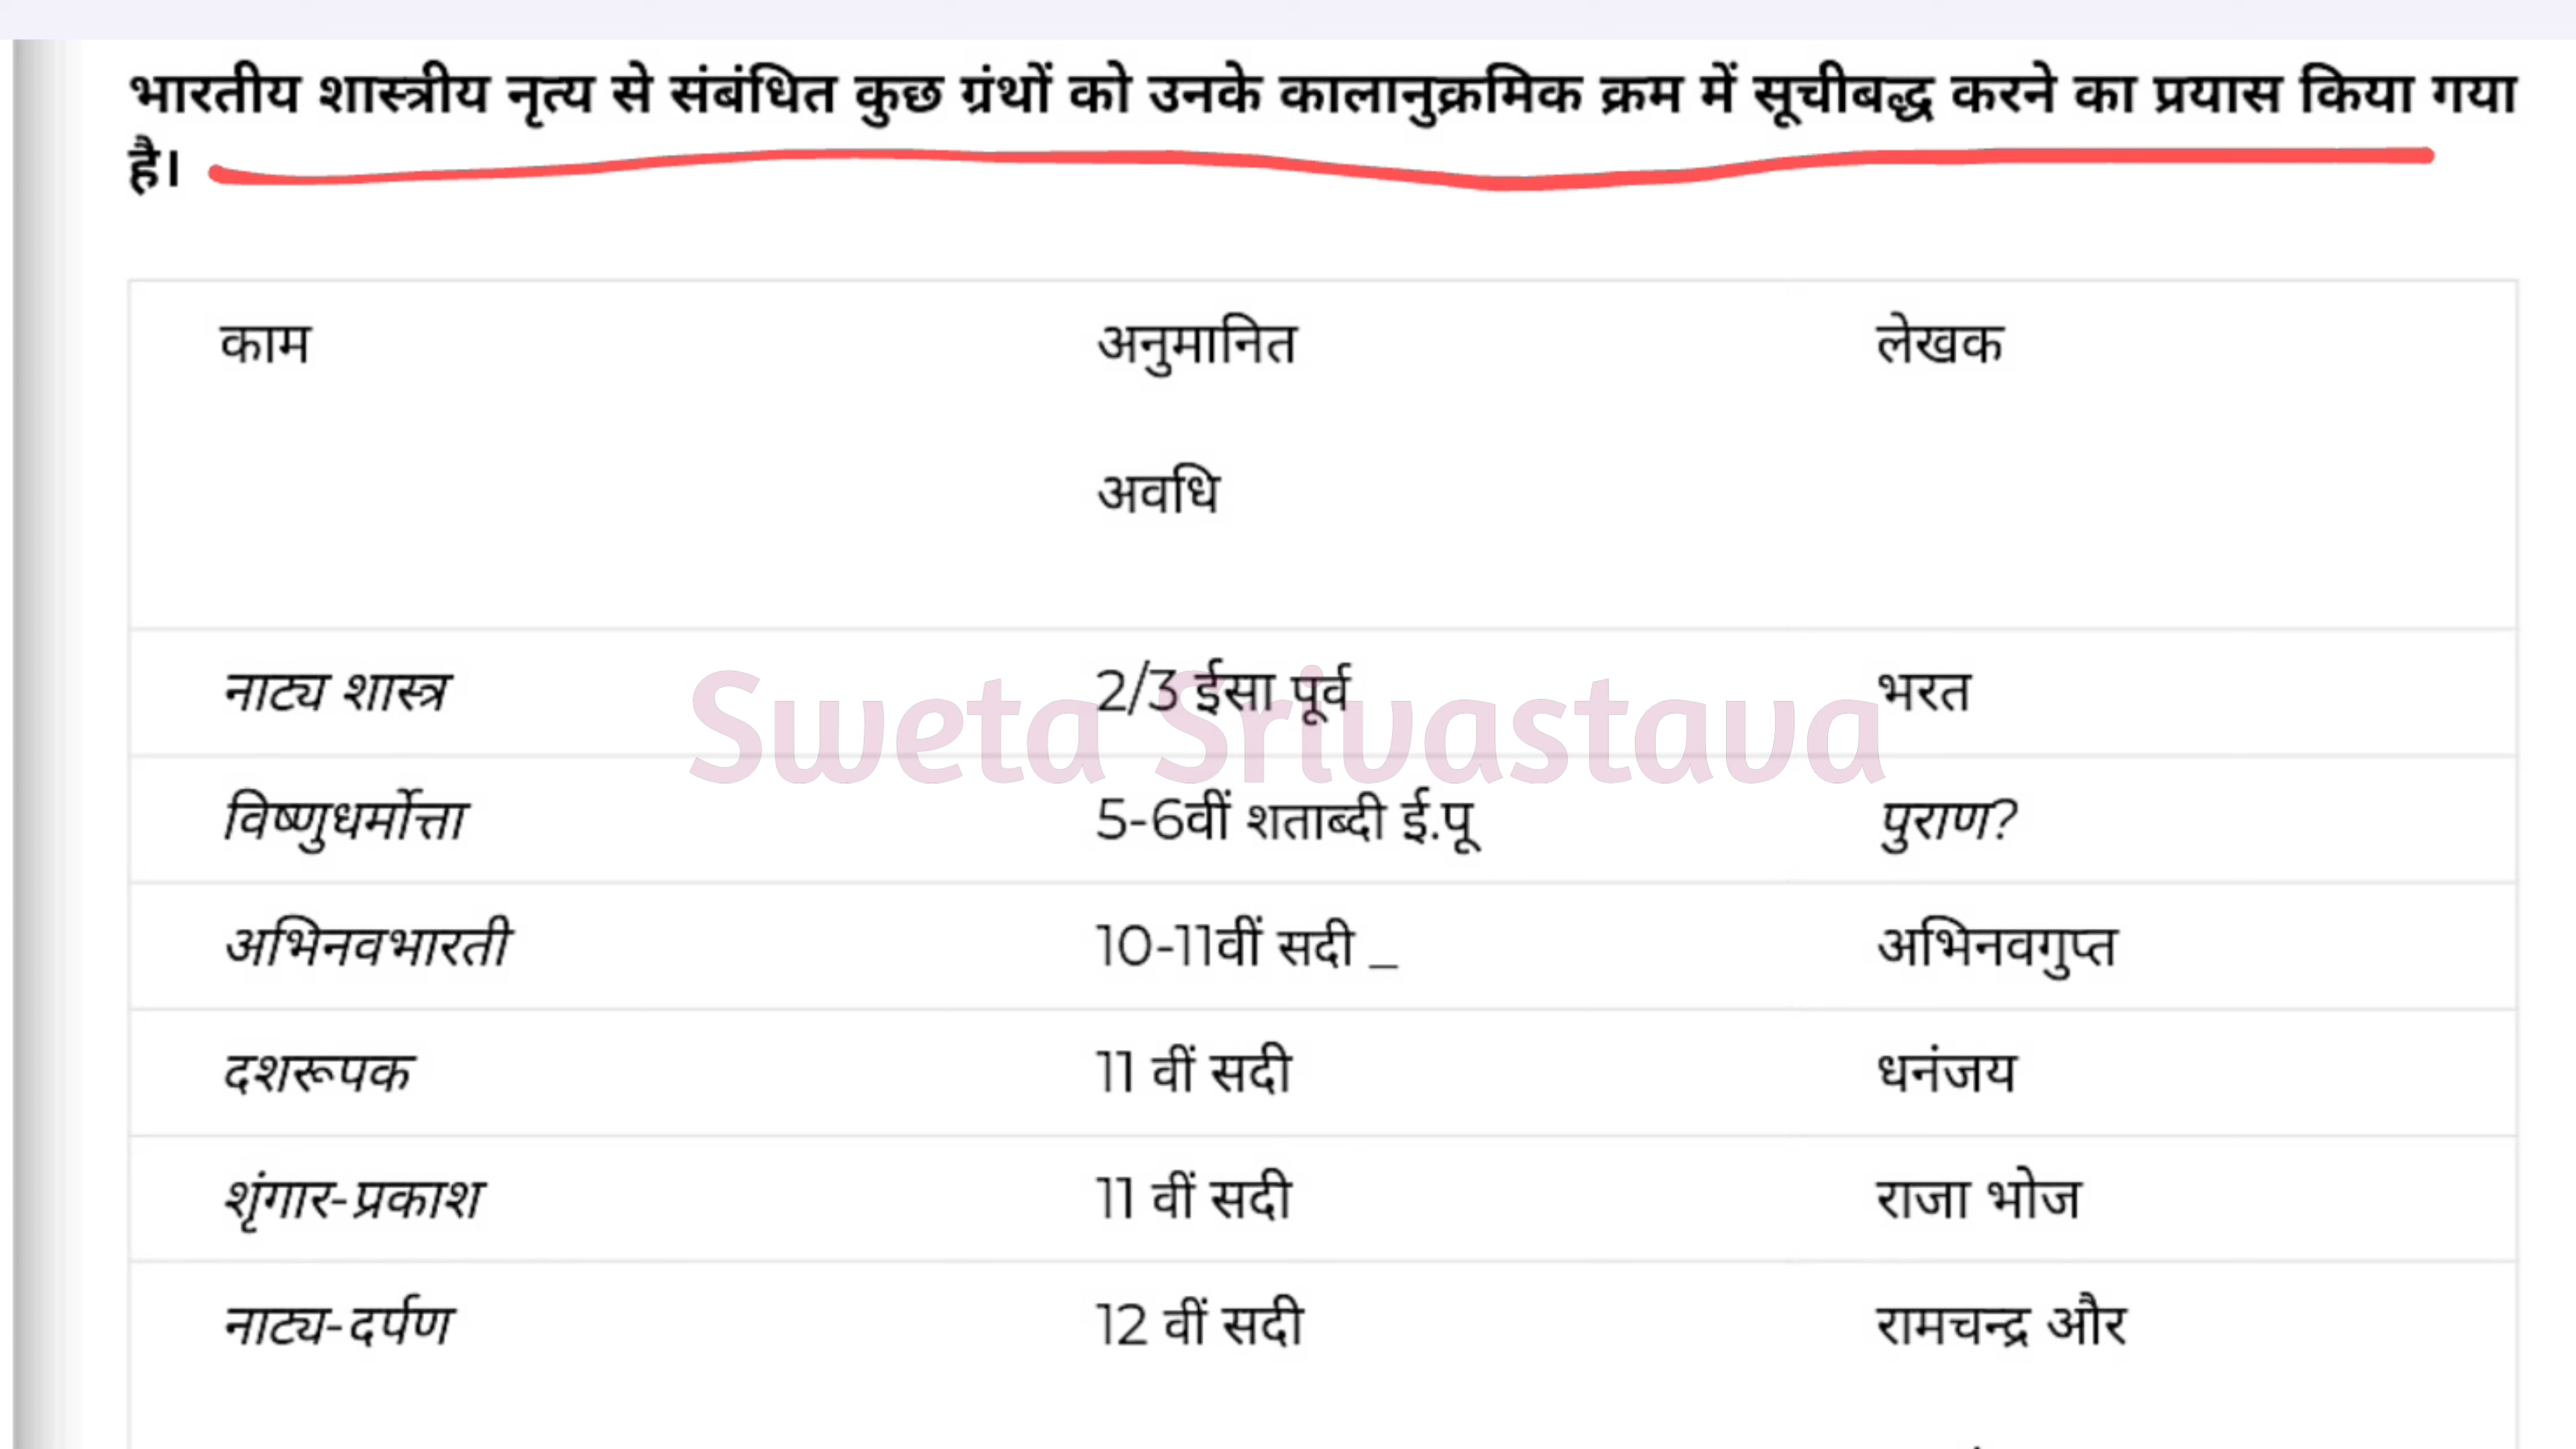 भारतीय शास्त्रीय नृत्य से संबंधित कुछ ग्रंथों को उनके कालानुक्रमिक क्रम में सूचीबद्ध करने का प्रयास किया गया
है।
काम अनुमानित लेखक
अवधि
नाट्य शास्त्र 2/3 ईसा पूर्व भरत
Sweta Srivastava
विष्णुधर्मोत्ता 5-6वीं शताब्दी ई.पू पुराण?
अभिनवभारती 10-11वीं सदी _ अभिनवगुप्त
दशरूपक 11 वीं सदी धनंजय
शृंगार-प्रकाश 11 वीं सदी राजा भोज
नाट्य-दर्पण 12 वीं सदी रामचन्द्र और